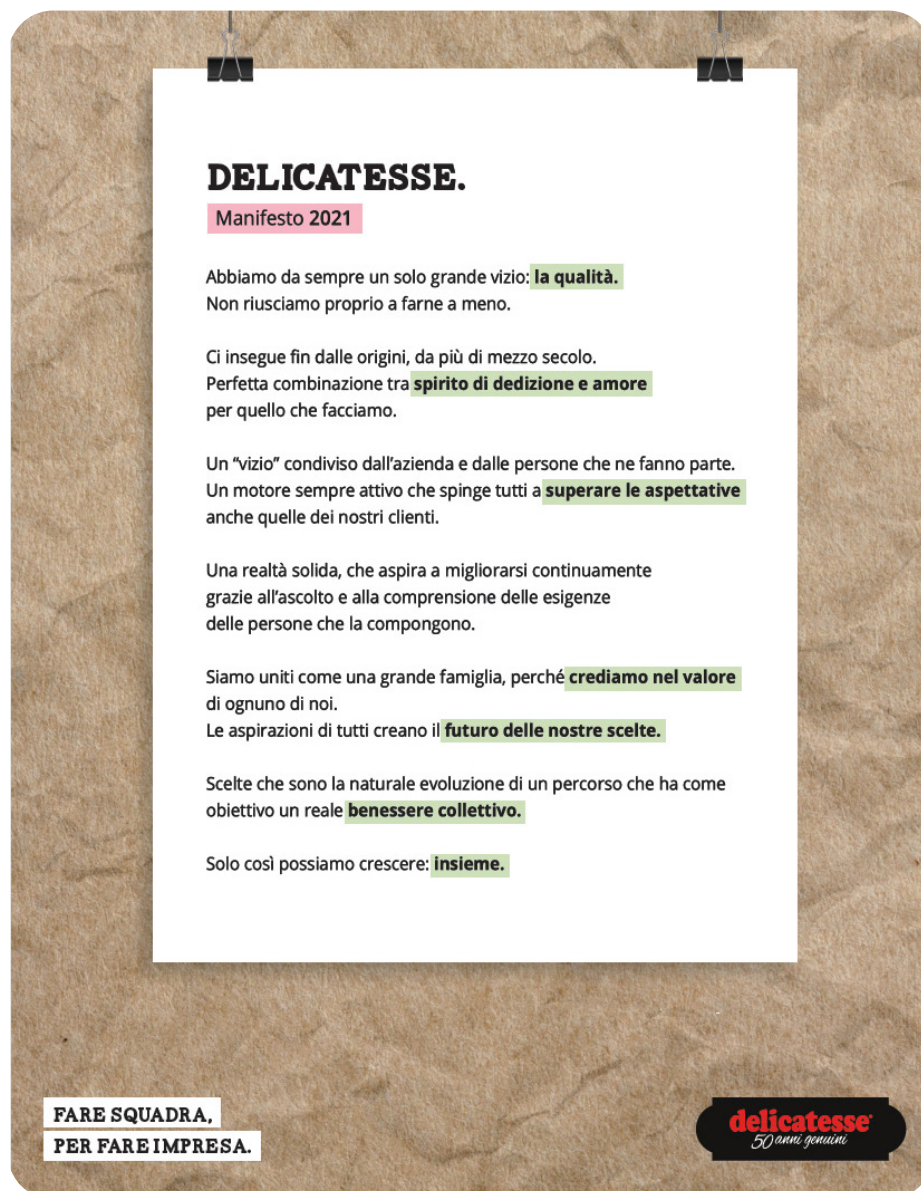 DELICATESSE.
Manifesto 2021
Abbiamo da sempre un solo grande vizio: la qualità.
Non riusciamo proprio a farne a meno.
Ci insegue fin dalle origini, da più di mezzo secolo.
Perfetta combinazione tra spirito di dedizione e amore
per quello che facciamo.
Un “vizio” condiviso dall’azienda e dalle persone che ne fanno parte.
Un motore sempre attivo che spinge tutti a superare le aspettative
anche quelle dei nostri clienti.
Una realtà solida, che aspira a migliorarsi continuamente
grazie all’ascolto e alla comprensione delle esigenze
delle persone che la compongono.
Siamo uniti come una grande famiglia, perché crediamo nel valore
di ognuno di noi.
Le aspirazioni di tutti creano il futuro delle nostre scelte.
Scelte che sono la naturale evoluzione di un percorso che ha come
obiettivo un reale benessere collettivo.
Solo così possiamo crescere: insieme.
FARE SQUADRA,
PER FARE IMPRESA.
delicatesse®
50 anni genuini